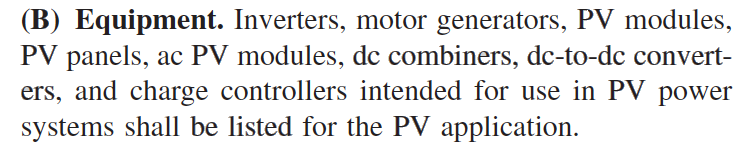 (B) Equipment. Inverters, motor generators, PV modules,
PV panels, ac PV modules, dc combiners, dc-to-dc convert-
ers, and charge controllers intended for use in PV power
systems shall be listed for the PV application.